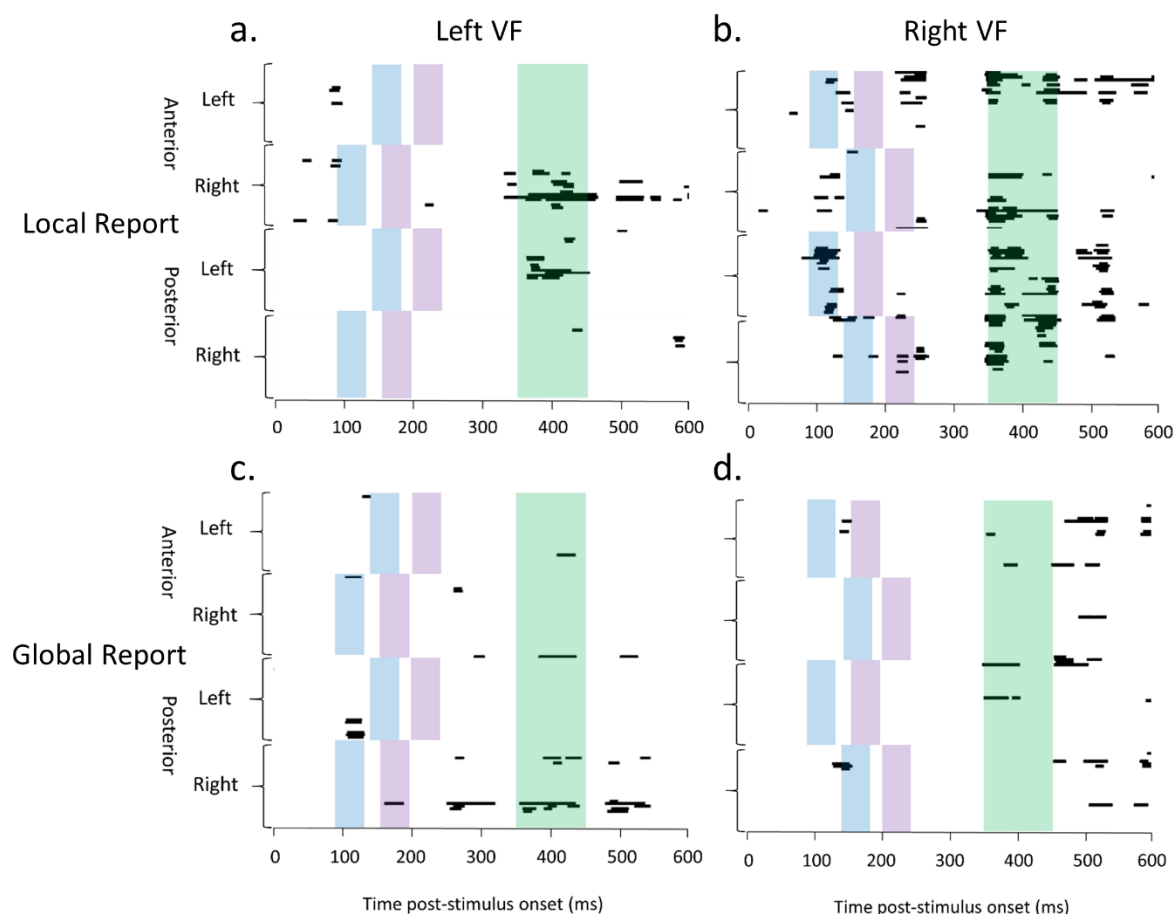 a.
Left VF
b.
Right VF
Local Report
Anterior
Left
Right
Posterior
Left
Right
0 100 200 300 400 500 600
0 100 200 300 400 500 600
c.
d.
Global Report
Anterior
Left
Right
Posterior
Left
Right
0 100 200 300 400 500 600
0 100 200 300 400 500 600
Time post-stimulus onset (ms)
Time post-stimulus onset (ms)